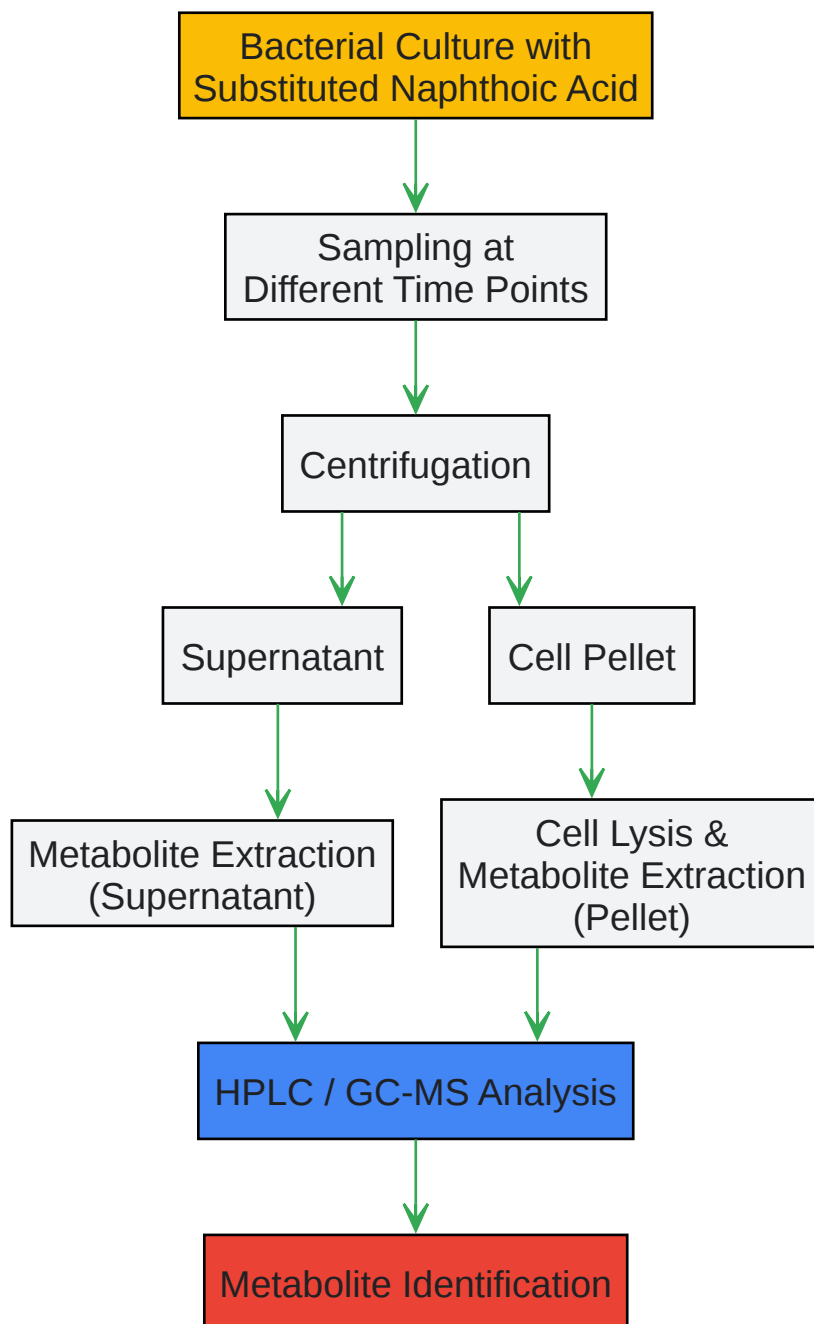 Bacterial Culture with
Substituted Naphthoic Acid
Sampling at
Different Time Points
Centrifugation
Supernatant
Cell Pellet
Metabolite Extraction
(Supernatant)
Cell Lysis &
Metabolite Extraction
(Pellet)
HPLC / GC-MS Analysis
Metabolite Identification